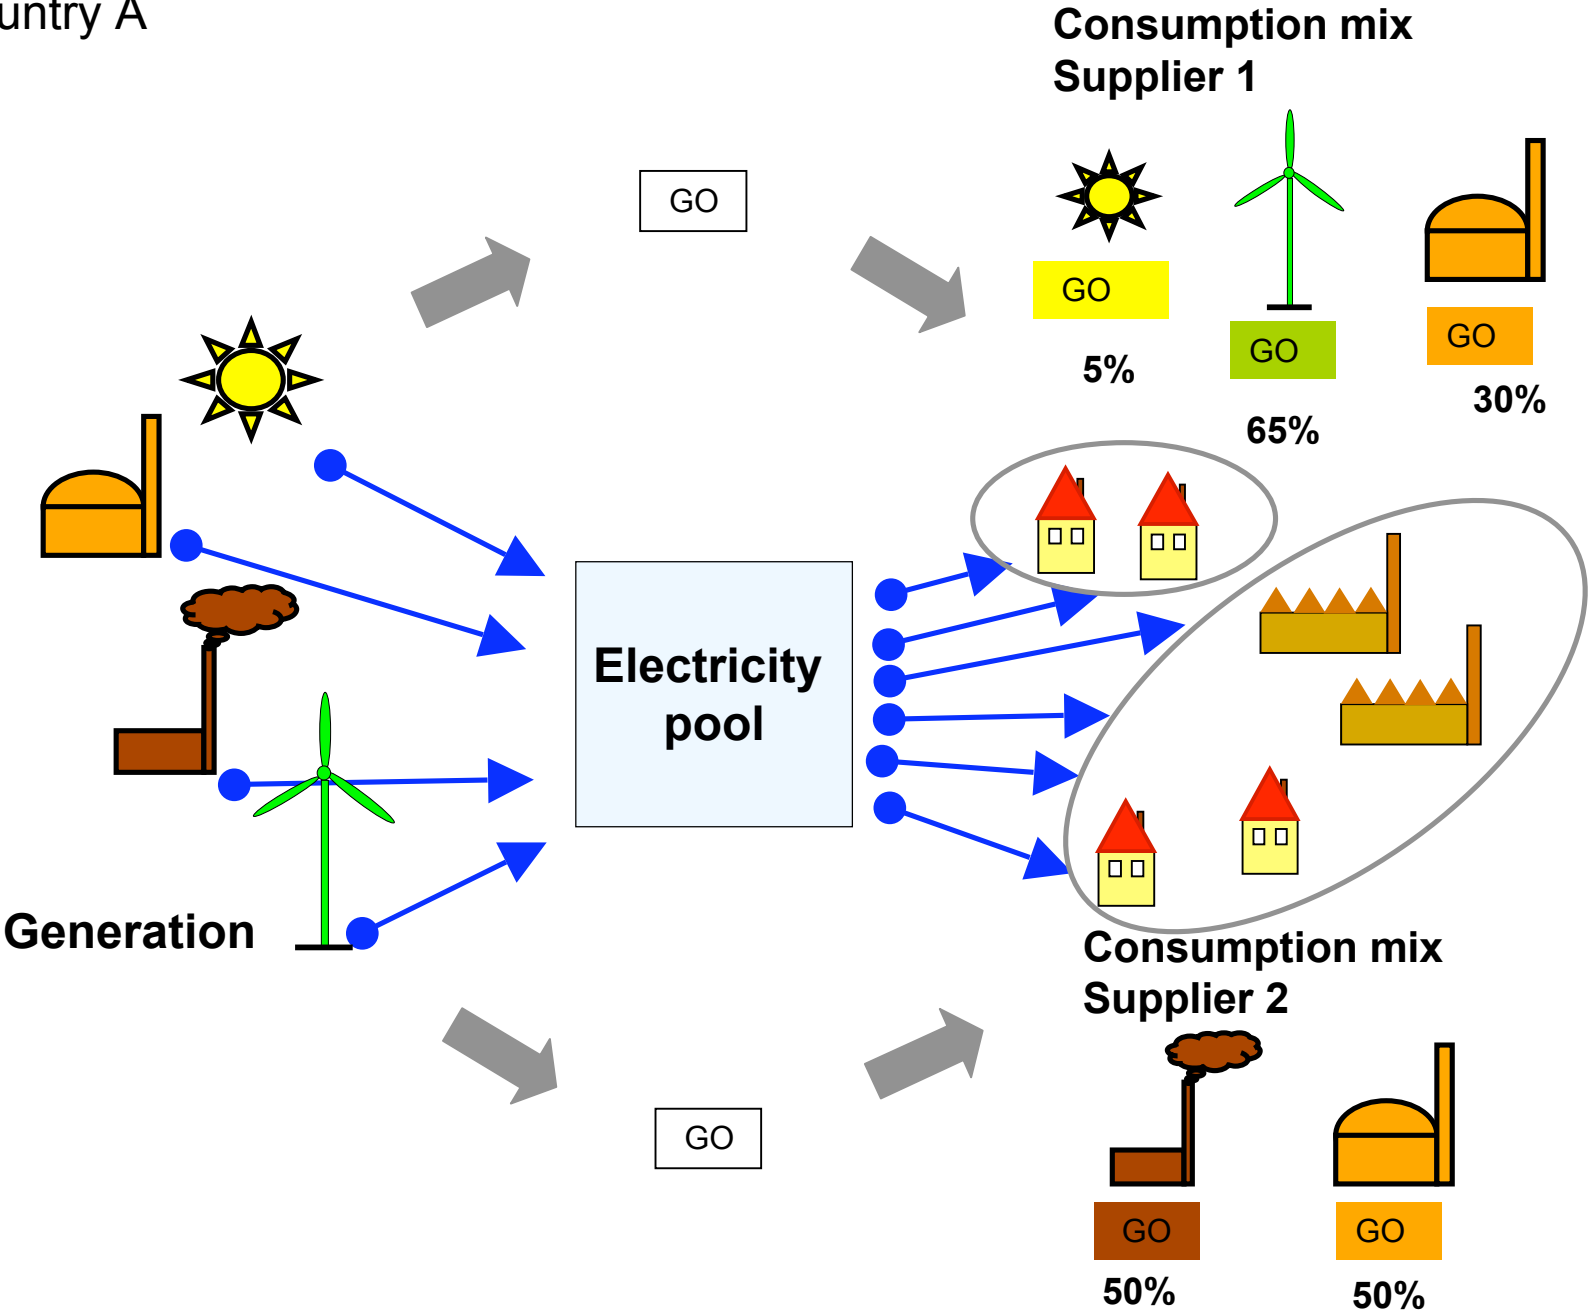 untry A
Consumption mix
Supplier 1
GO
GO
GO
GO
5%
65%
30%
Electricity
pool
Generation
Consumption mix
Supplier 2
GO
GO
GO
50%
50%